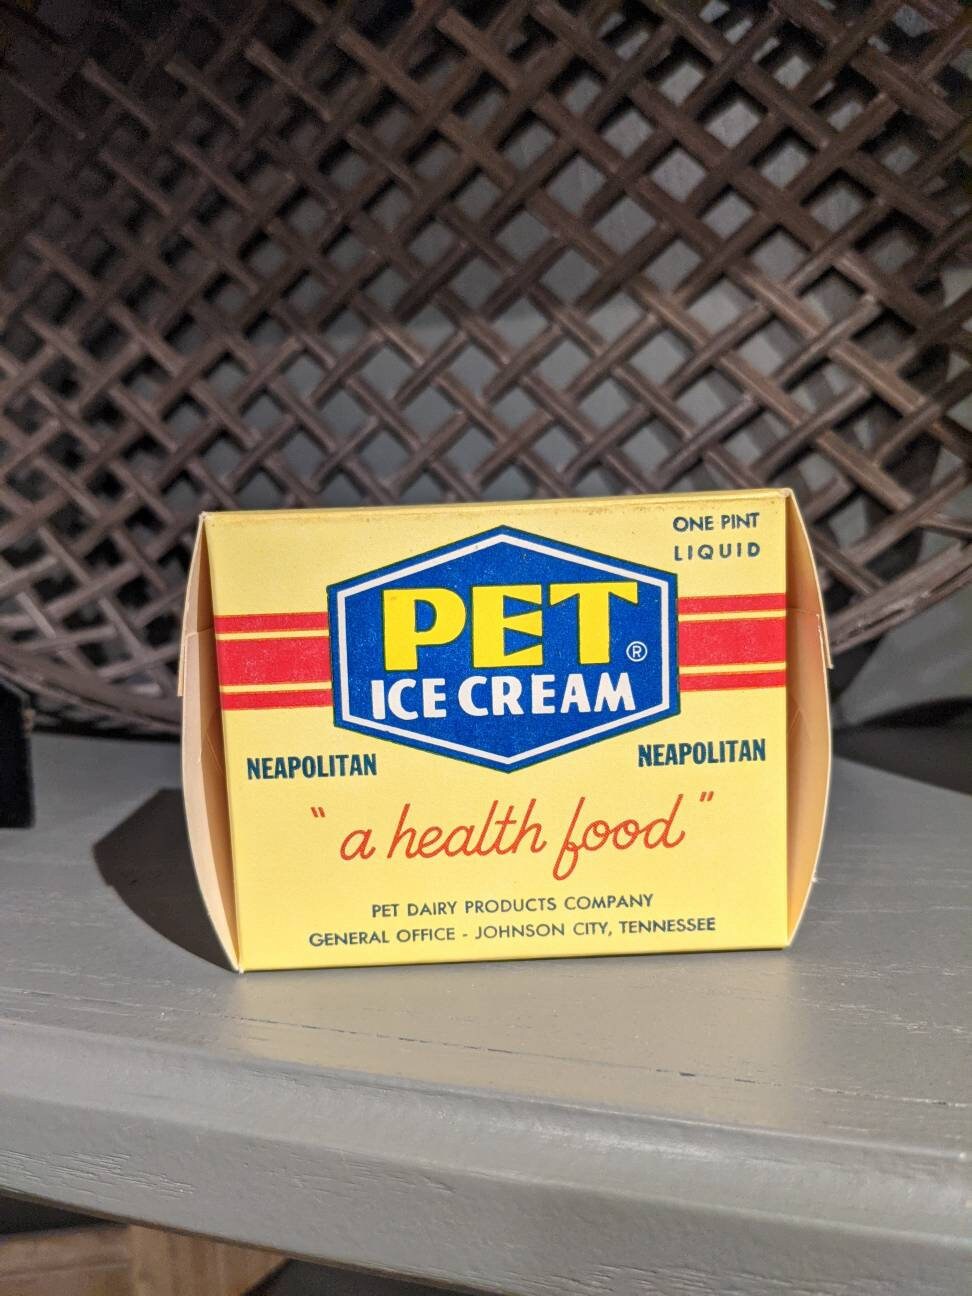 ONE PINT
LIQUID
PET ®
ICE CREAM
NEAPOLITAN
NEAPOLITAN
"a health food"
PET DAIRY PRODUCTS COMPANY
GENERAL OFFICE - JOHNSON CITY, TENNESSEE